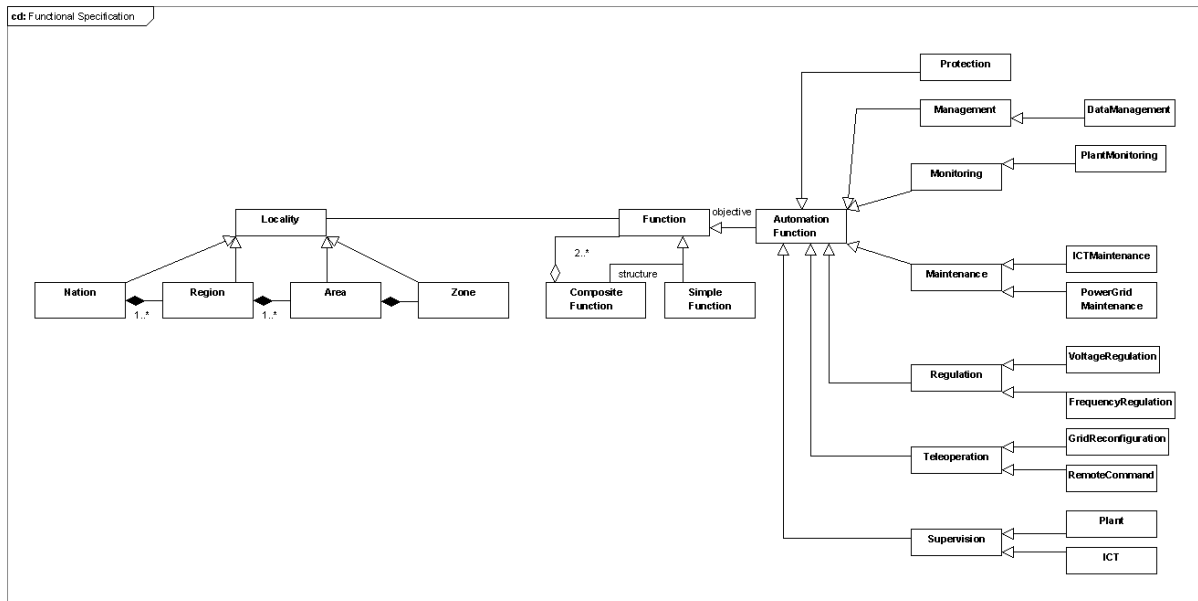 cd: Functional Specification
Protection
Management
DataManagement
PlantMonitoring
Monitoring
Locality
Function
objective
Automation
Function
2..*
structure
ICTMaintenance
Maintenance
PowerGrid
Maintenance
Nation
Region
Area
Zone
Composite
Function
Simple
Function
1..*
1..*
VoltageRegulation
Regulation
FrequencyRegulation
GridReconfiguration
Teleoperation
RemoteCommand
Plant
Supervision
ICT